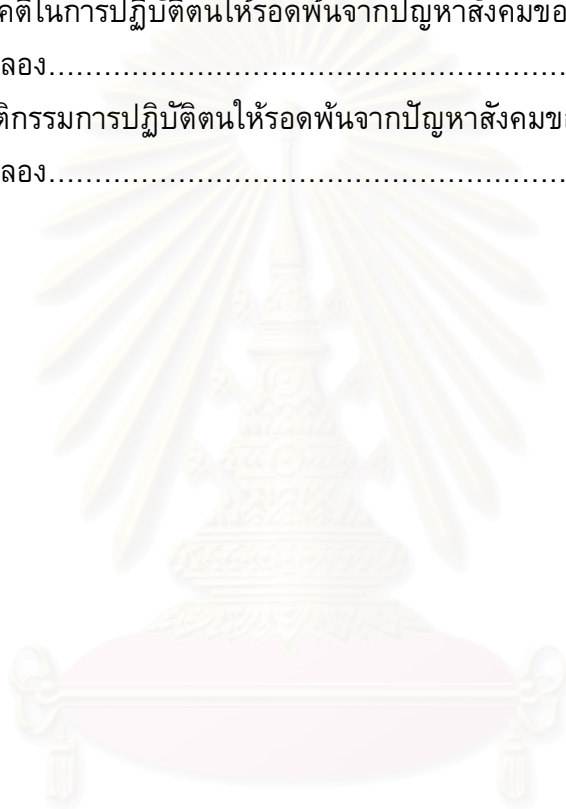 คติในการปฏิบัติตนให้รอดพ้นจากปัญหาสังคมขอ
ลอง.......................................................
ติกรรมการปฏิบัติตนให้รอดพ้นจากปัญหาสังคมขอ
ลอง.......................................................